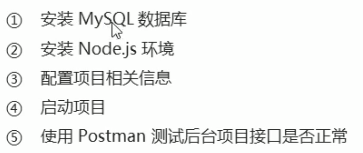 ① 安装 MySQL 数据库
② 安装 Node.js 环境
③ 配置项目相关信息
④ 启动项目
⑤ 使用 Postman 测试后台项目接口是否正常